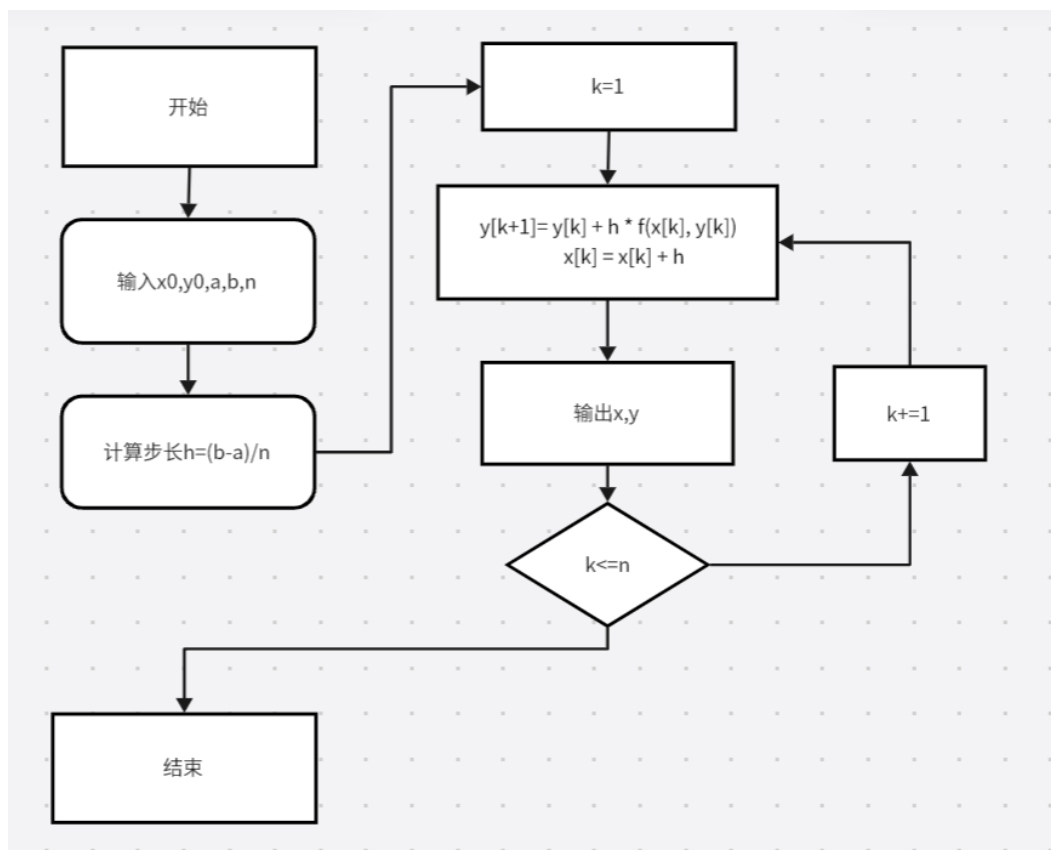 开始
输入x0,y0,a,b,n
计算步长h=(b-a)/n
k=1
y[k+1]= y[k] + h * f(x[k], y[k])
x[k] = x[k] + h
输出x,y
k<=n
k+=1
结束